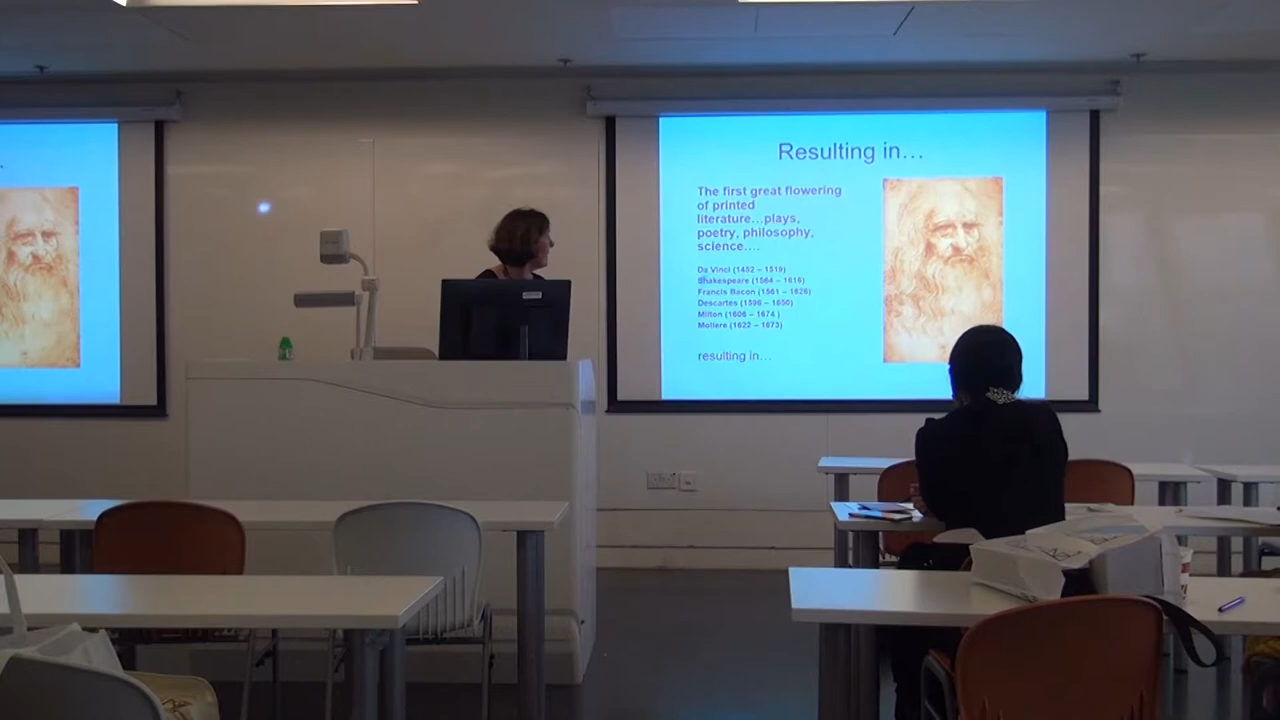 Resulting in…
The first great flowering
of printed
literature…plays,
poetry, philosophy,
science….
Da Vinci (1452 – 1519)
Shakespeare (1564 – 1616)
Francis Bacon (1561 – 1626)
Descartes (1596 – 1650)
Milton (1608 – 1674 )
Moliere (1622 – 1673)
resulting in…